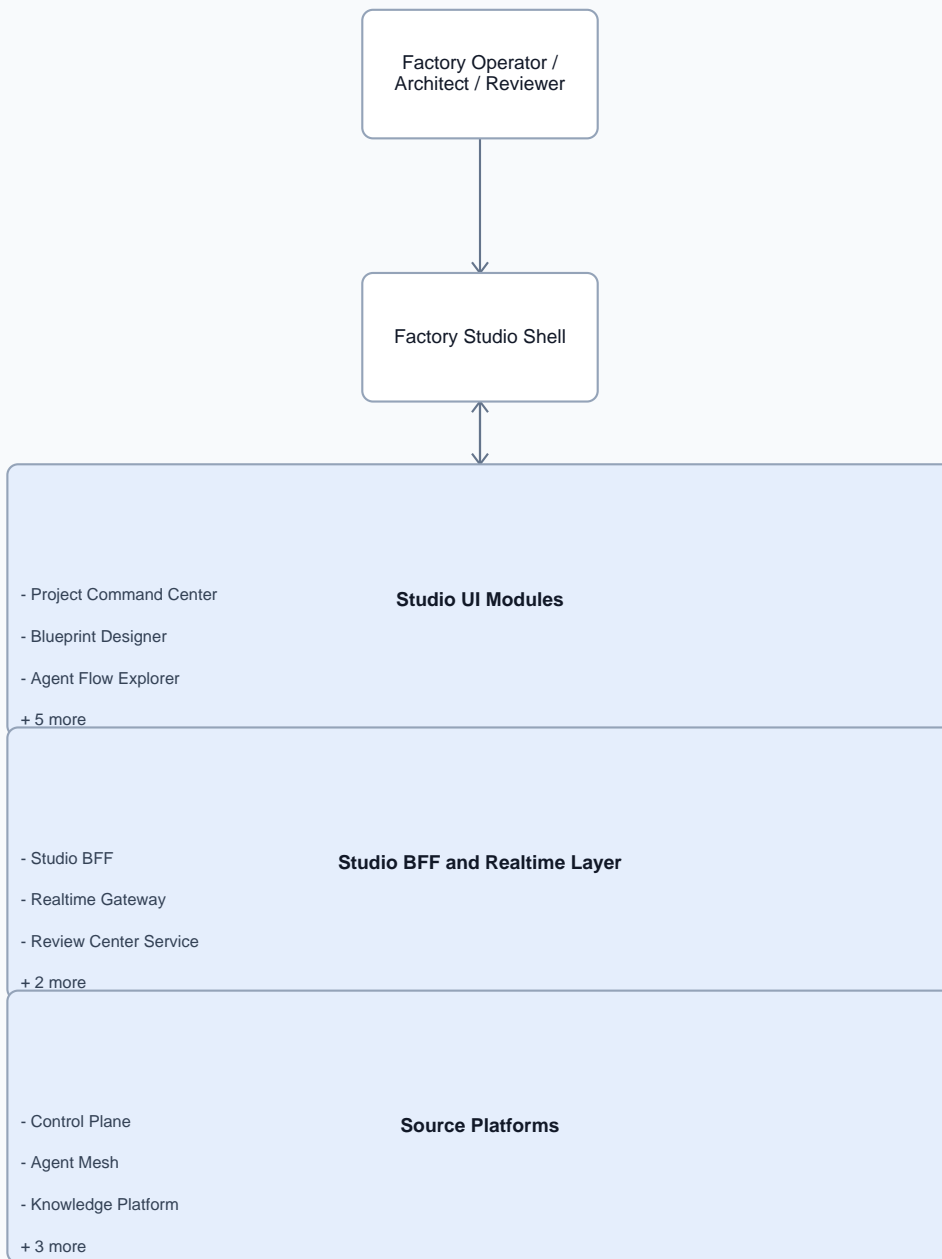 Factory Operator /
Architect / Reviewer
Factory Studio Shell
Studio UI Modules
- Project Command Center
- Blueprint Designer
- Agent Flow Explorer
+ 5 more
Studio BFF and Realtime Layer
- Studio BFF
- Realtime Gateway
- Review Center Service
+ 2 more
Source Platforms
- Control Plane
- Agent Mesh
- Knowledge Platform
+ 3 more